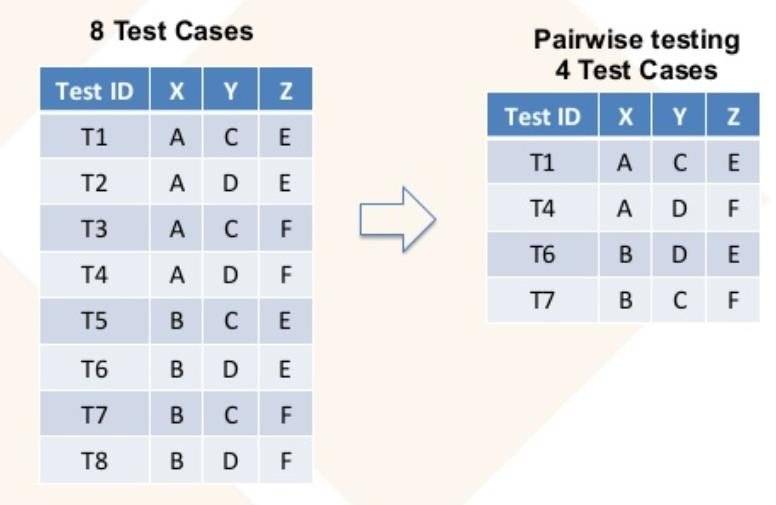 8 Test Cases
Test ID X Y Z
T1 A C E
T2 A D E
T3 A C F
T4 A D F
T5 B C E
T6 B D E
T7 B C F
T8 B D F
Pairwise testing
4 Test Cases
Test ID X Y Z
T1 A C E
T4 A D F
T6 B D E
T7 B C F